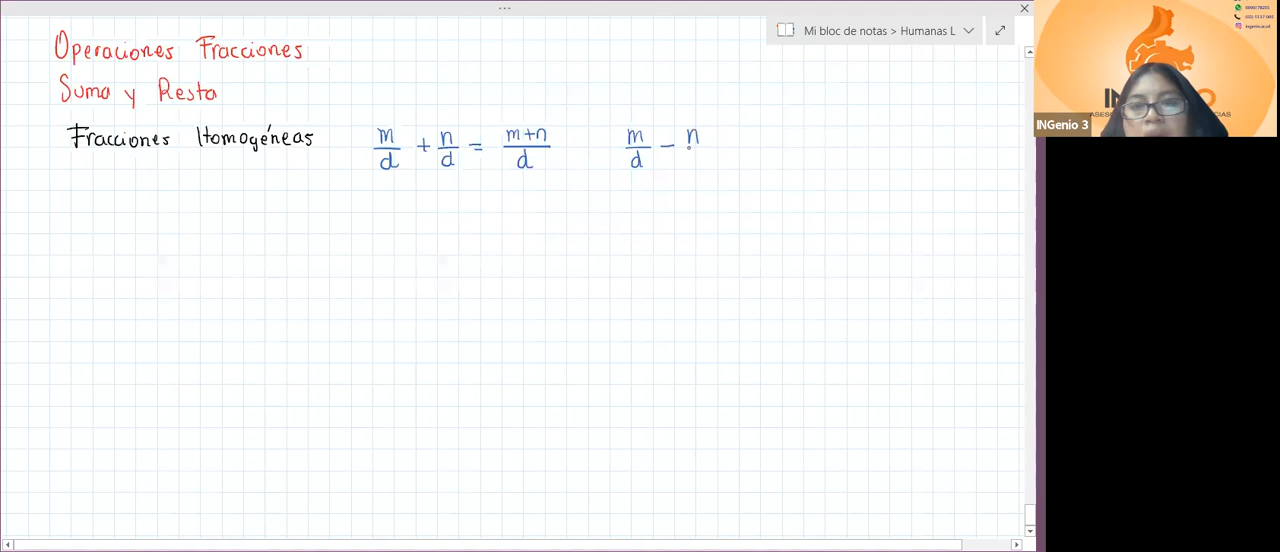 Operaciones Fracciones
Suma y Resta
Fracciones Homogéneas m/d + n/d = m+n/d m/d - n
Mi bloc de notas > Humanas L
INGenio 3